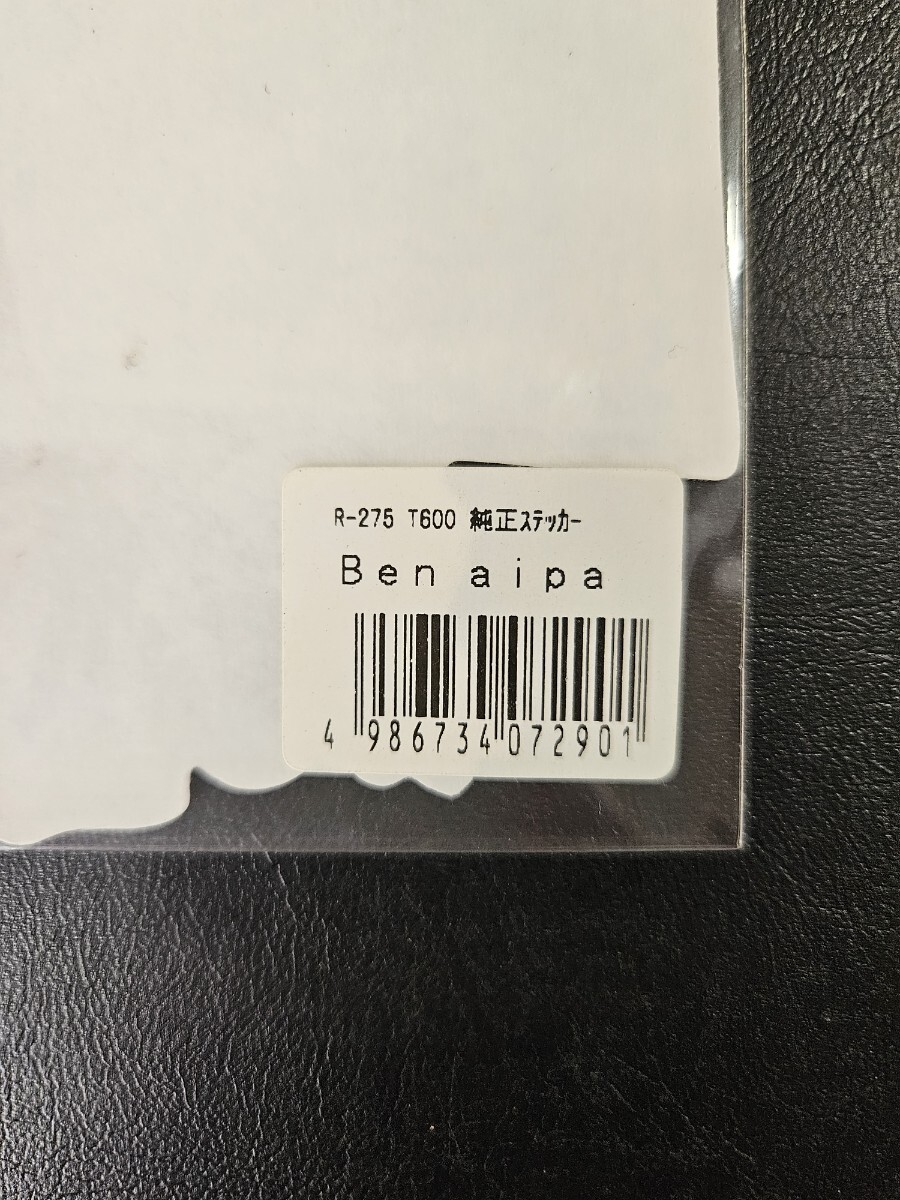 R-275 T600 純正ｽﾃｯｶｰ
Ben aipa
4 986734 072901